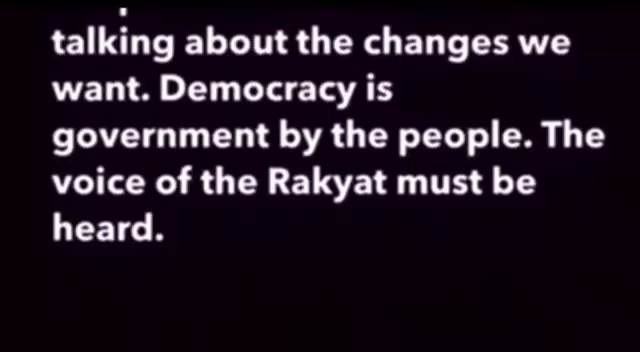 talking about the changes we
want. Democracy is
government by the people. The
voice of the Rakyat must be
heard.